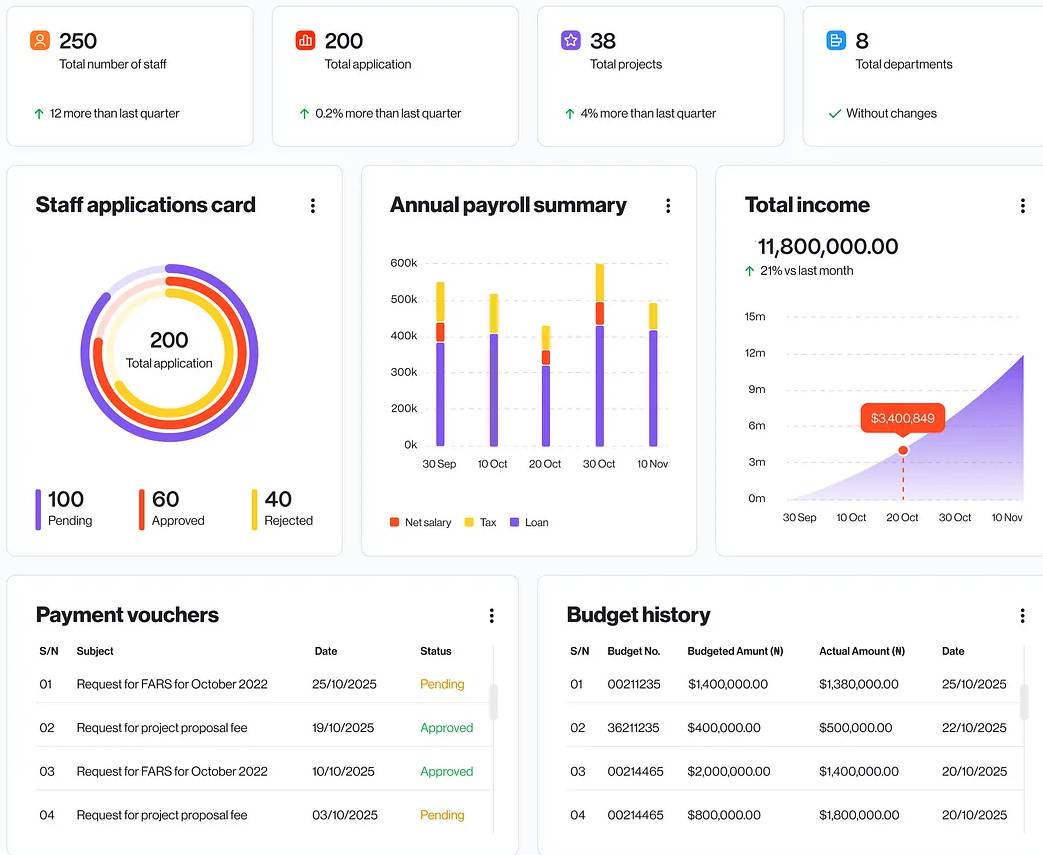 250
Total number of staff
12 more than last quarter
200
Total application
0.2% more than last quarter
38
Total projects
4% more than last quarter
8
Total departments
Without changes
Staff applications card
200
Total application
100
Pending
60
Approved
40
Rejected
Annual payroll summary
600k
500k
400k
300k
200k
0k
30 Sep 10 Oct 20 Oct 30 Oct 10 Nov
Net salary Tax Loan
Total income
11,800,000.00
21% vs last month
15m
12m
9m
6m
3m
0m
$3,400,849
30 Sep 10 Oct 20 Oct 30 Oct 10 Nov
Payment vouchers
S/N Subject Date Status
01 Request for FARS for October 2022 25/10/2025 Pending
02 Request for project proposal fee 19/10/2025 Approved
03 Request for FARS for October 2022 10/10/2025 Approved
04 Request for project proposal fee 03/10/2025 Pending
Budget history
S/N Budget No. Budgeted Amunt (₦) Actual Amount (₦) Date
01 00211235 $1,400,000.00 $1,380,000.00 25/10/2025
02 36211235 $400,000.00 $500,000.00 22/10/2025
03 00214465 $2,000,000.00 $1,400,000.00 20/10/2025
04 00214465 $800,000.00 $1,800,000.00 20/10/2025